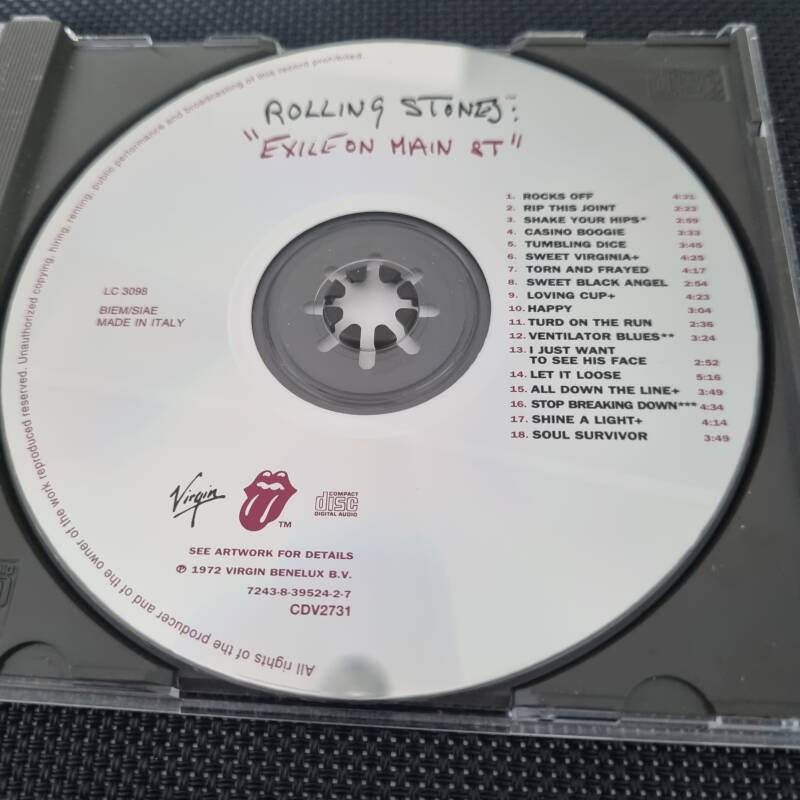 ROLLING STONES:
"EXILE ON MAIN ST"
1. ROCKS OFF 4:31
2. RIP THIS JOINT 2:23
3. SHAKE YOUR HIPS* 2:59
4. CASINO BOOGIE 3:33
5. TUMBLING DICE 3:45
6. SWEET VIRGINIA+ 4:25
7. TORN AND FRAYED 4:17
8. SWEET BLACK ANGEL 2:54
9. LOVING CUP+ 4:23
10. HAPPY 3:04
11. TURD ON THE RUN 2:36
12. VENTILATOR BLUES** 3:24
13. I JUST WANT
TO SEE HIS FACE 2:52
14. LET IT LOOSE 5:16
15. ALL DOWN THE LINE+ 3:49
16. STOP BREAKING DOWN*** 4:34
17. SHINE A LIGHT+ 4:14
18. SOUL SURVIVOR 3:49
LC 3098
BIEM/SIAE
MADE IN ITALY
Virgin
TM
COMPACT
disc
DIGITAL AUDIO
SEE ARTWORK FOR DETAILS
℗ 1972 VIRGIN BENELUX B.V.
7243-8-39524-2-7
CDV2731
All rights of the producer and of the owner of the work reproduced reserved. Unauthorized copying, hiring, renting, public performance and broadcasting of this record prohibited.